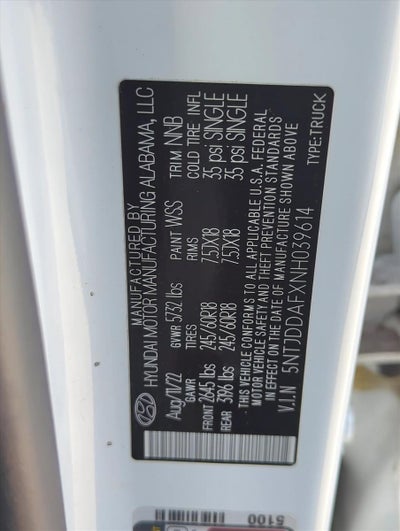 MANUFACTURED BY
HYUNDAI MOTOR MANUFACTURING ALABAMA, LLC
Aug/17/22 GVWR 5732 lbs PAINT WSS TRIM NNB
GAWR TIRES RIMS COLD TIRE INFL
FRONT 2645 lbs 245/60R18 7.5JX18 35 psi SINGLE
REAR 3196 lbs 245/60R18 7.5JX18 35 psi SINGLE
THIS VEHICLE CONFORMS TO ALL APPLICABLE U.S.A. FEDERAL
MOTOR VEHICLE SAFETY AND THEFT PREVENTION STANDARDS
IN EFFECT ON THE DATE OF MANUFACTURE SHOWN ABOVE
V.I.N 5NTJDDAFXNH039614 TYPE:TRUCK
5100